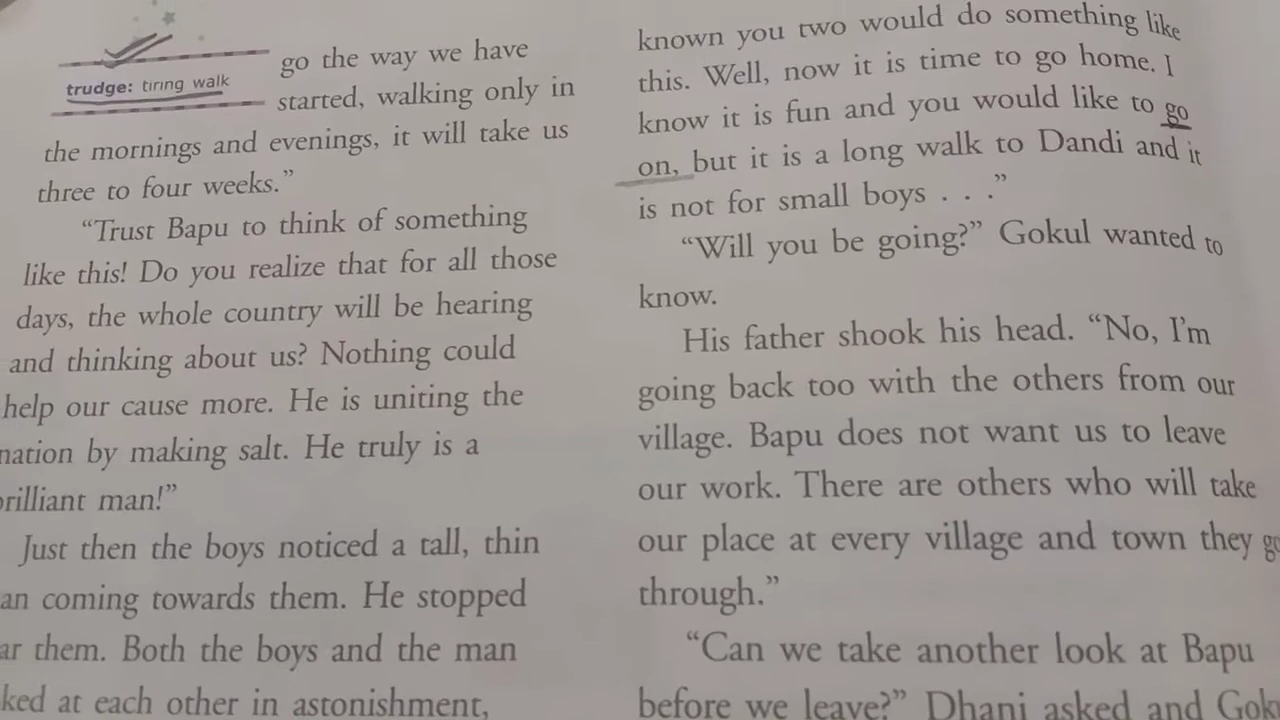 trudge: tiring walk
go the way we have
started, walking only in
the mornings and evenings, it will take us
three to four weeks.”
“Trust Bapu to think of something
like this! Do you realize that for all those
days, the whole country will be hearing
and thinking about us? Nothing could
help our cause more. He is uniting the
nation by making salt. He truly is a
brilliant man!”
Just then the boys noticed a tall, thin
an coming towards them. He stopped
ar them. Both the boys and the man
ked at each other in astonishment,
known you two would do something like
this. Well, now it is time to go home. I
know it is fun and you would like to go
on, but it is a long walk to Dandi and it
is not for small boys . . .”
“Will you be going?” Gokul wanted to
know.
His father shook his head. “No, I’m
going back too with the others from our
village. Bapu does not want us to leave
our work. There are others who will take
our place at every village and town they go
through.”
“Can we take another look at Bapu
before we leave?” Dhani asked and Gok